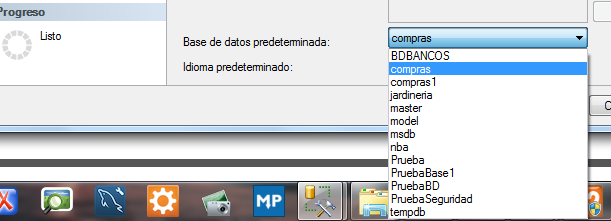 Progreso
Listo
Base de datos predeterminada:
compras
Idioma predeterminado:
BDBANCOS
compras
compras1
jardineria
master
model
msdb
nba
Prueba
PruebaBase1
PruebaBD
PruebaSeguridad
tempdb
MP